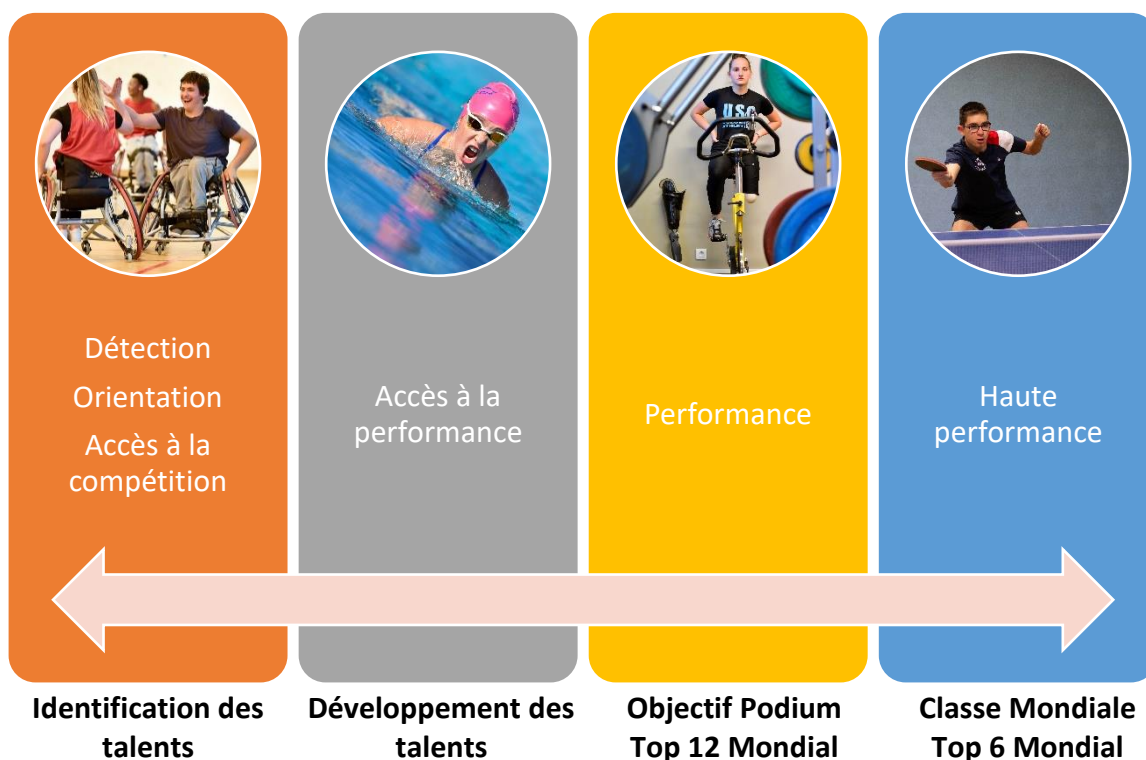 USC
Détection
Orientation
Accès à la
compétition
Accès à la
performance
Performance
Haute
performance
Identification des
talents
Développement des
talents
Objectif Podium
Top 12 Mondial
Classe Mondiale
Top 6 Mondial